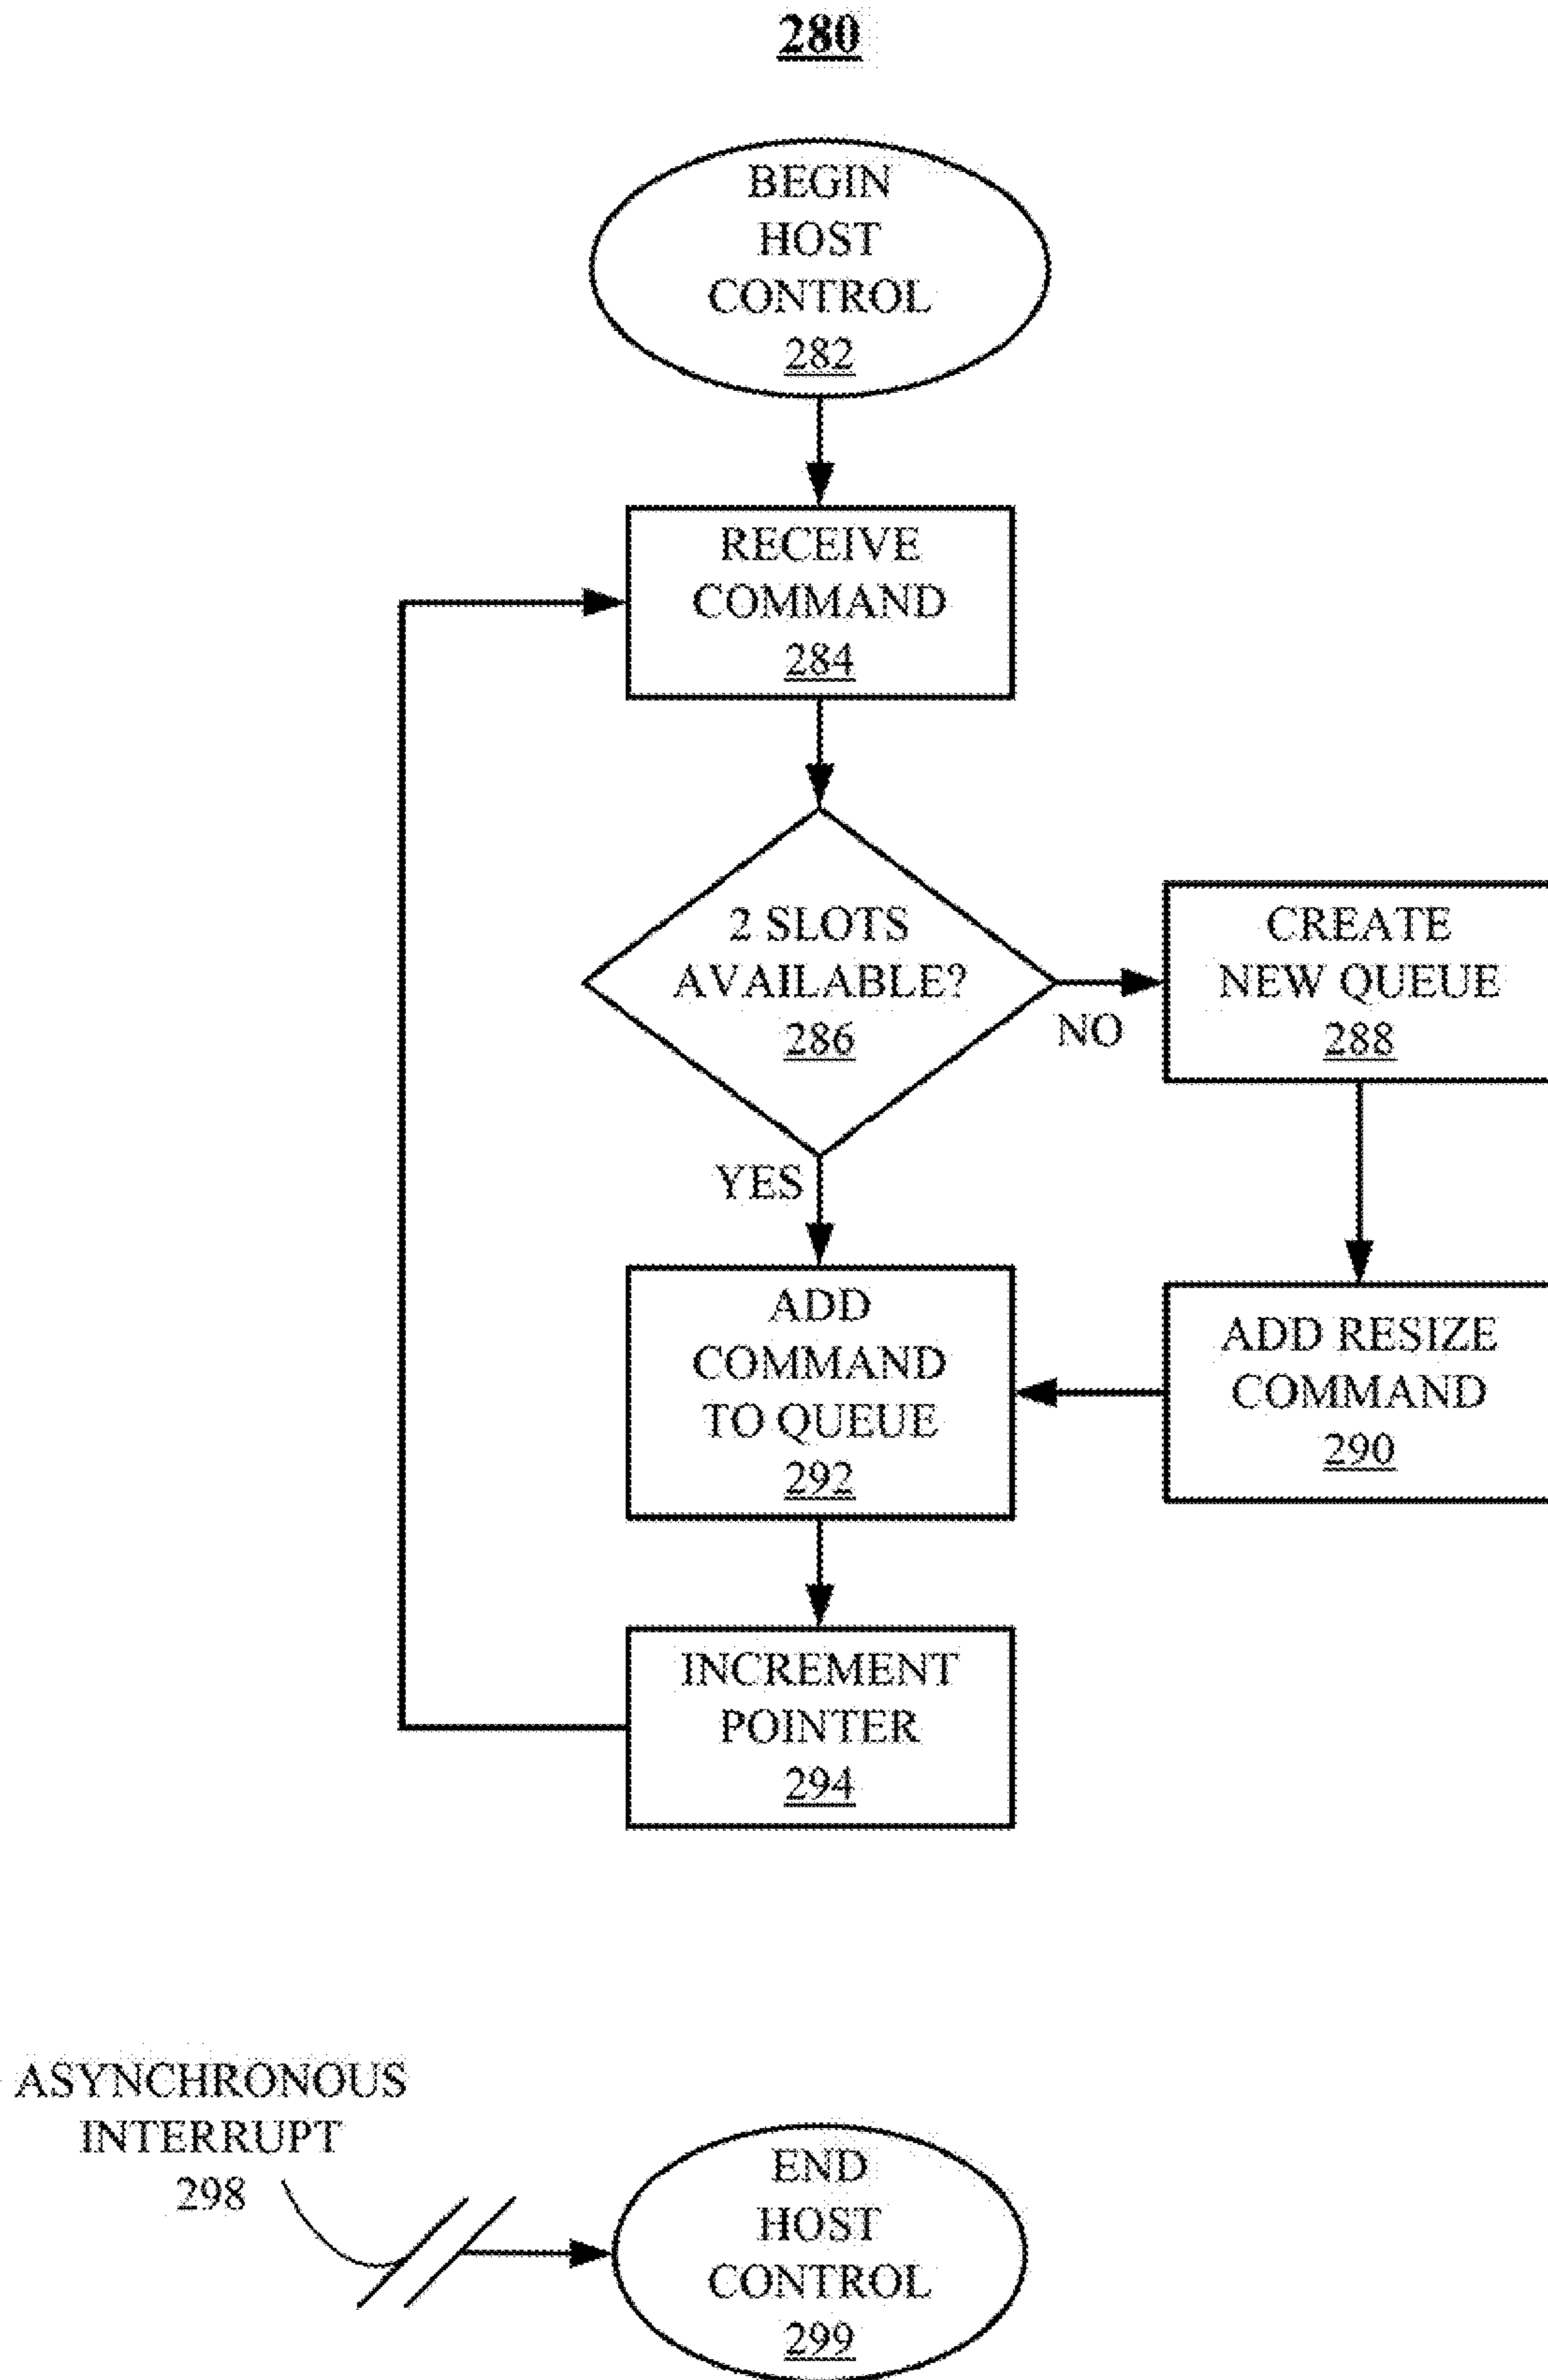 280
BEGIN
HOST
CONTROL
282
RECEIVE
COMMAND
284
2 SLOTS
AVAILABLE?
286
NO
CREATE
NEW QUEUE
288
YES
ADD
COMMAND
TO QUEUE
292
ADD RESIZE
COMMAND
290
INCREMENT
POINTER
294
ASYNCHRONOUS
INTERRUPT
298
END
HOST
CONTROL
299